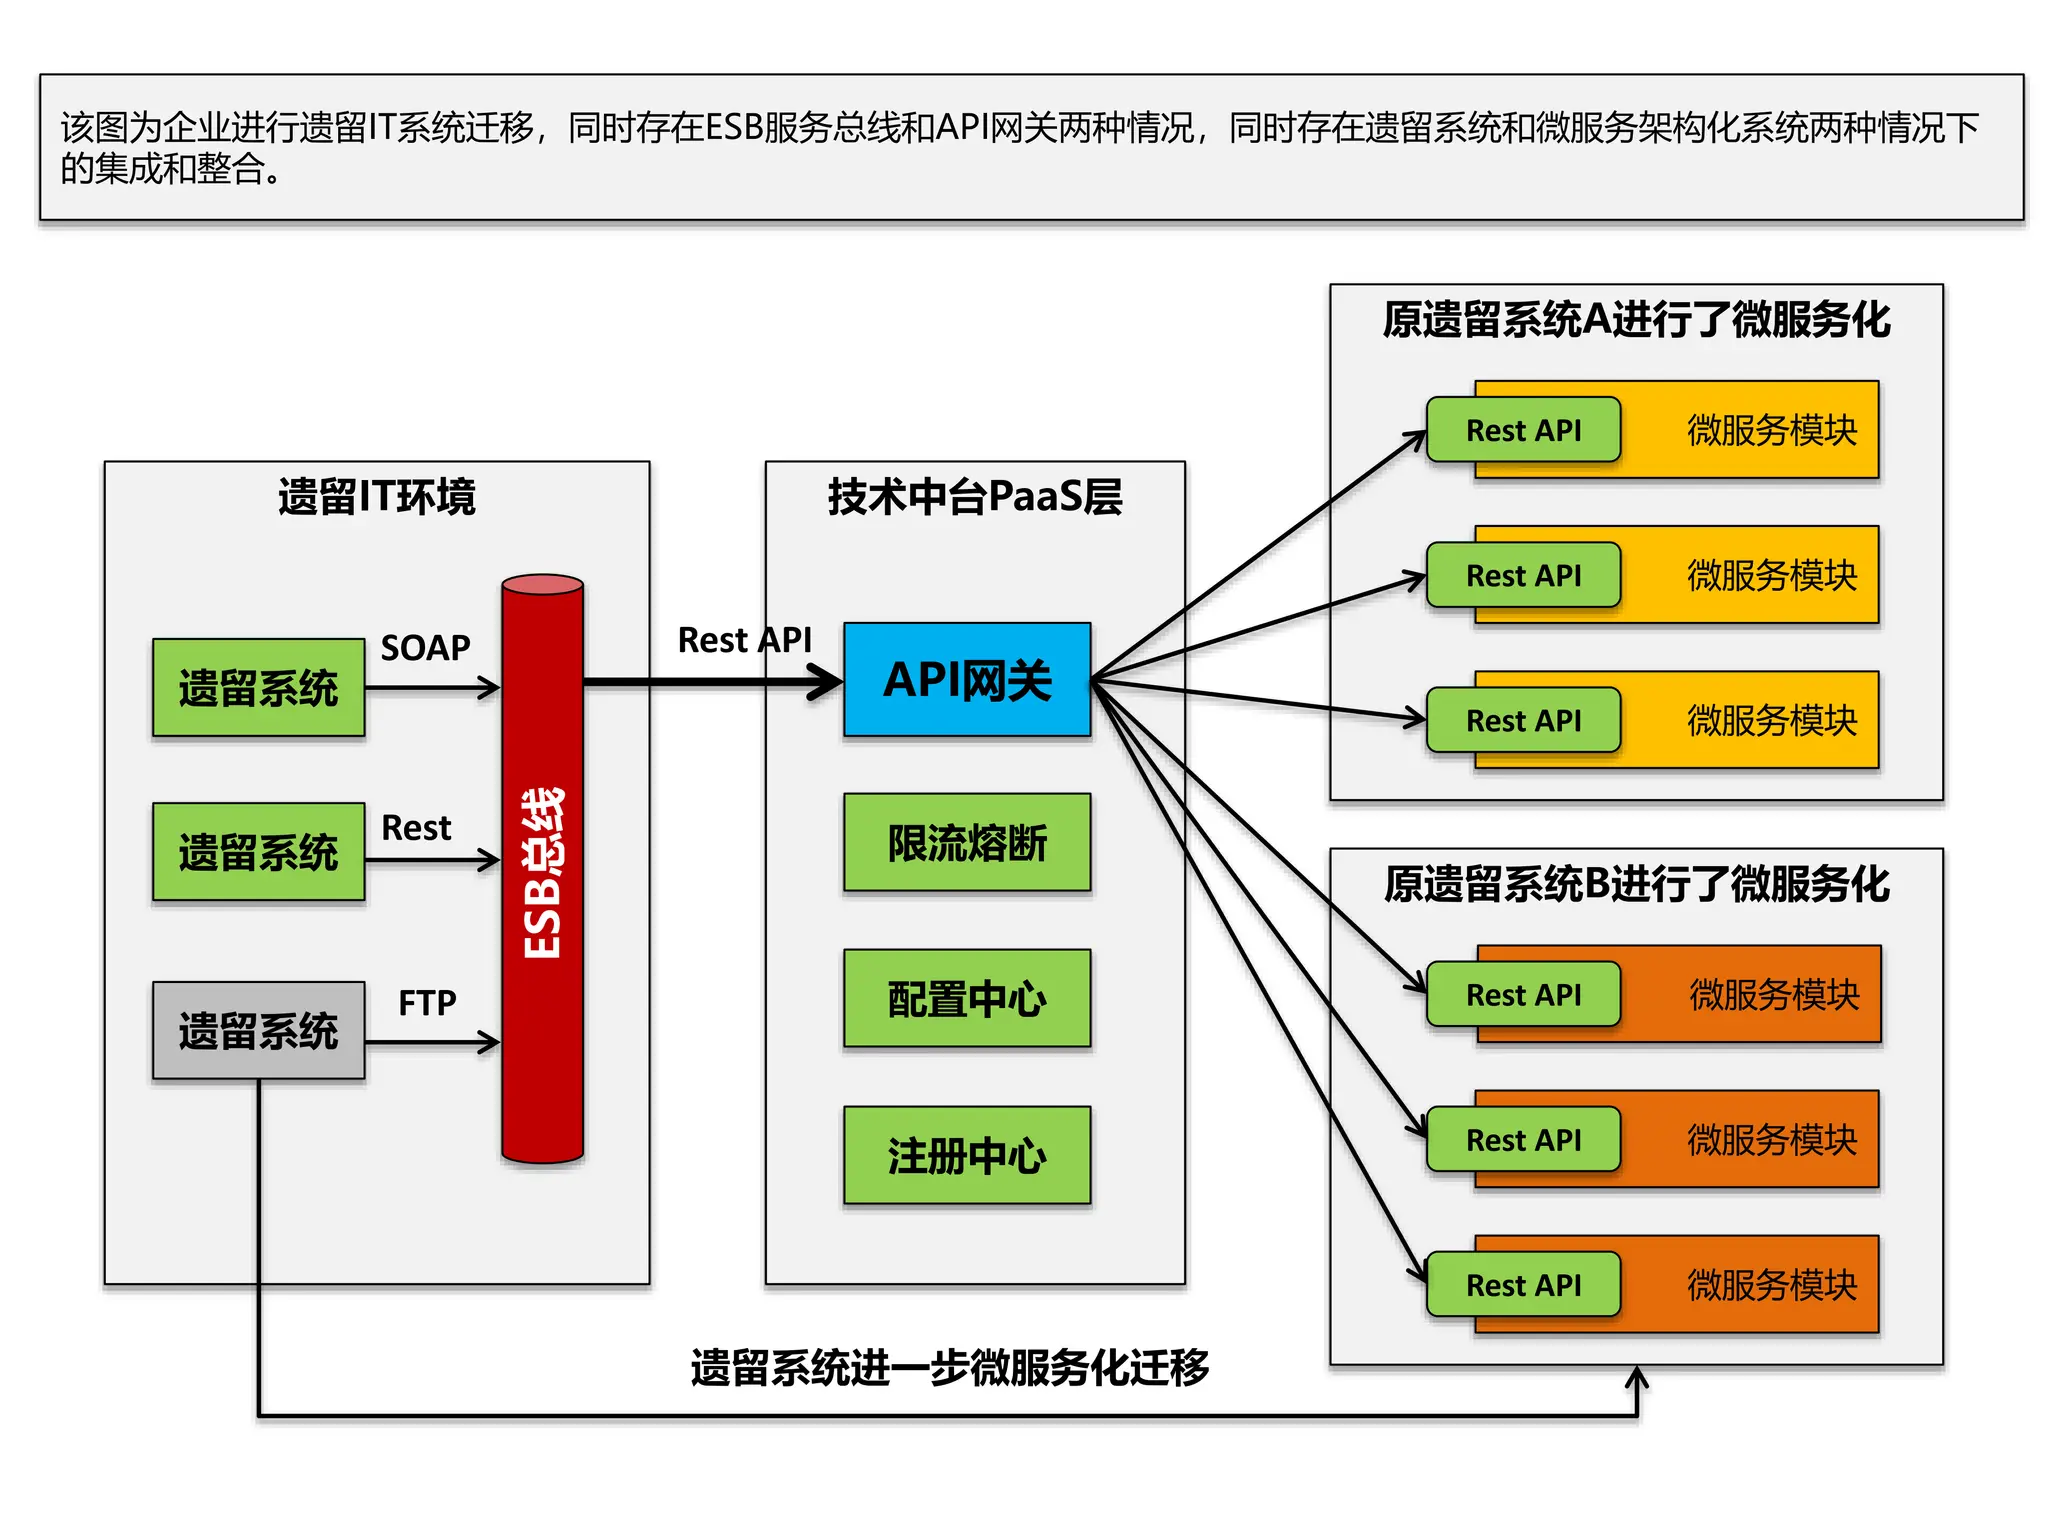 该图为企业进行遗留IT系统迁移，同时存在ESB服务总线和API网关两种情况，同时存在遗留系统和微服务架构化系统两种情况下
的集成和整合。
遗留IT环境
遗留系统
SOAP
遗留系统
Rest
遗留系统
FTP
ESB总线
Rest API
技术中台PaaS层
API网关
限流熔断
配置中心
注册中心
原遗留系统A进行了微服务化
Rest API
微服务模块
Rest API
微服务模块
Rest API
微服务模块
原遗留系统B进行了微服务化
Rest API
微服务模块
Rest API
微服务模块
Rest API
微服务模块
遗留系统进一步微服务化迁移